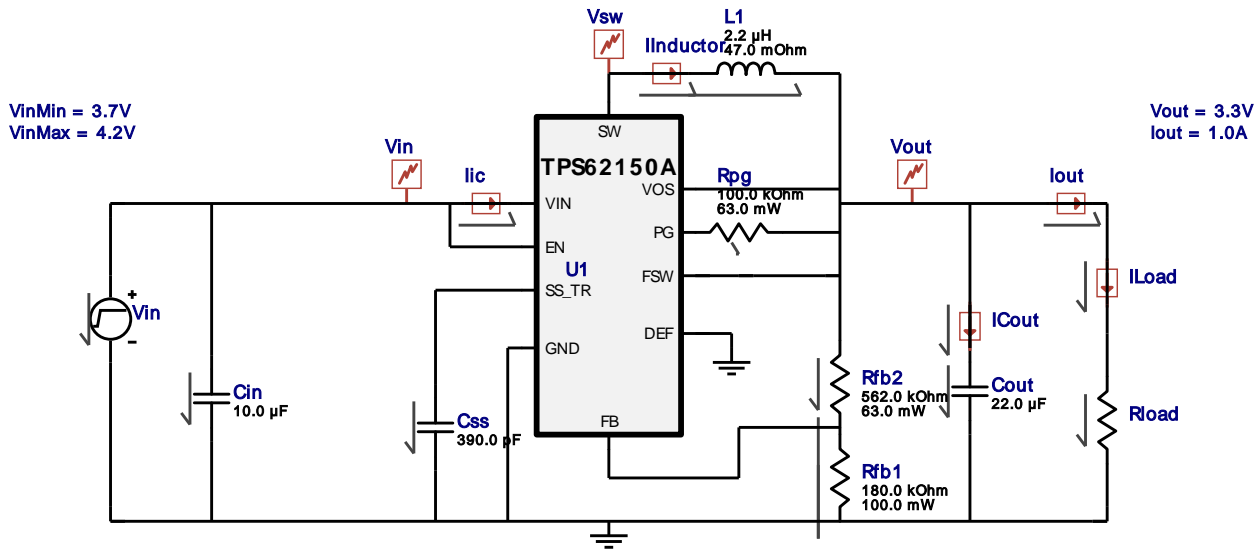 Vsw
L1
2.2 µH
47.0 mOhm
IInductor
VinMin = 3.7V
VinMax = 4.2V
Vout = 3.3V
Iout = 1.0A
SW
TPS62150A
Vin
Iic
VIN
EN
U1
SS_TR
GND
FB
VOS
PG
FSW
DEF
Rpg
100.0 kOhm
63.0 mW
Vout
Iout
ILoad
+
Vin
-
Cin
10.0 µF
Css
390.0 pF
Rfb2
562.0 kOhm
63.0 mW
Rfb1
180.0 kOhm
100.0 mW
ICout
Cout
22.0 µF
Rload